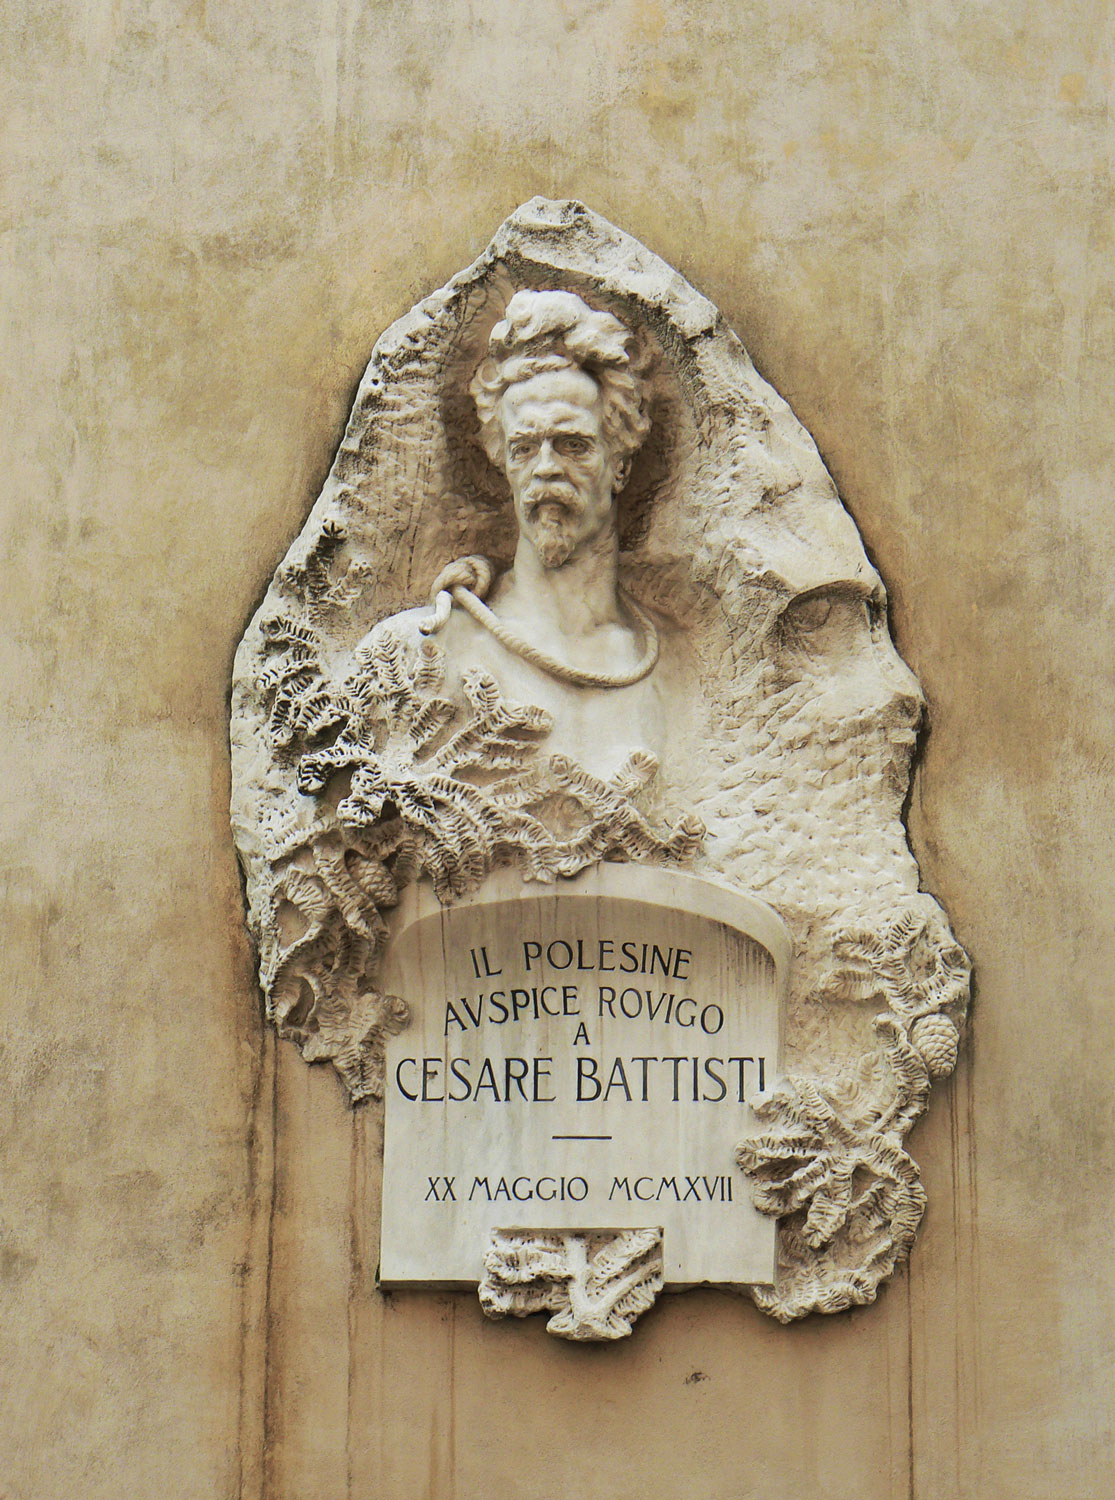 IL POLESINE
AVSPICE ROVIGO
A
CESARE BATTISTI
XX MAGGIO MCMXVII